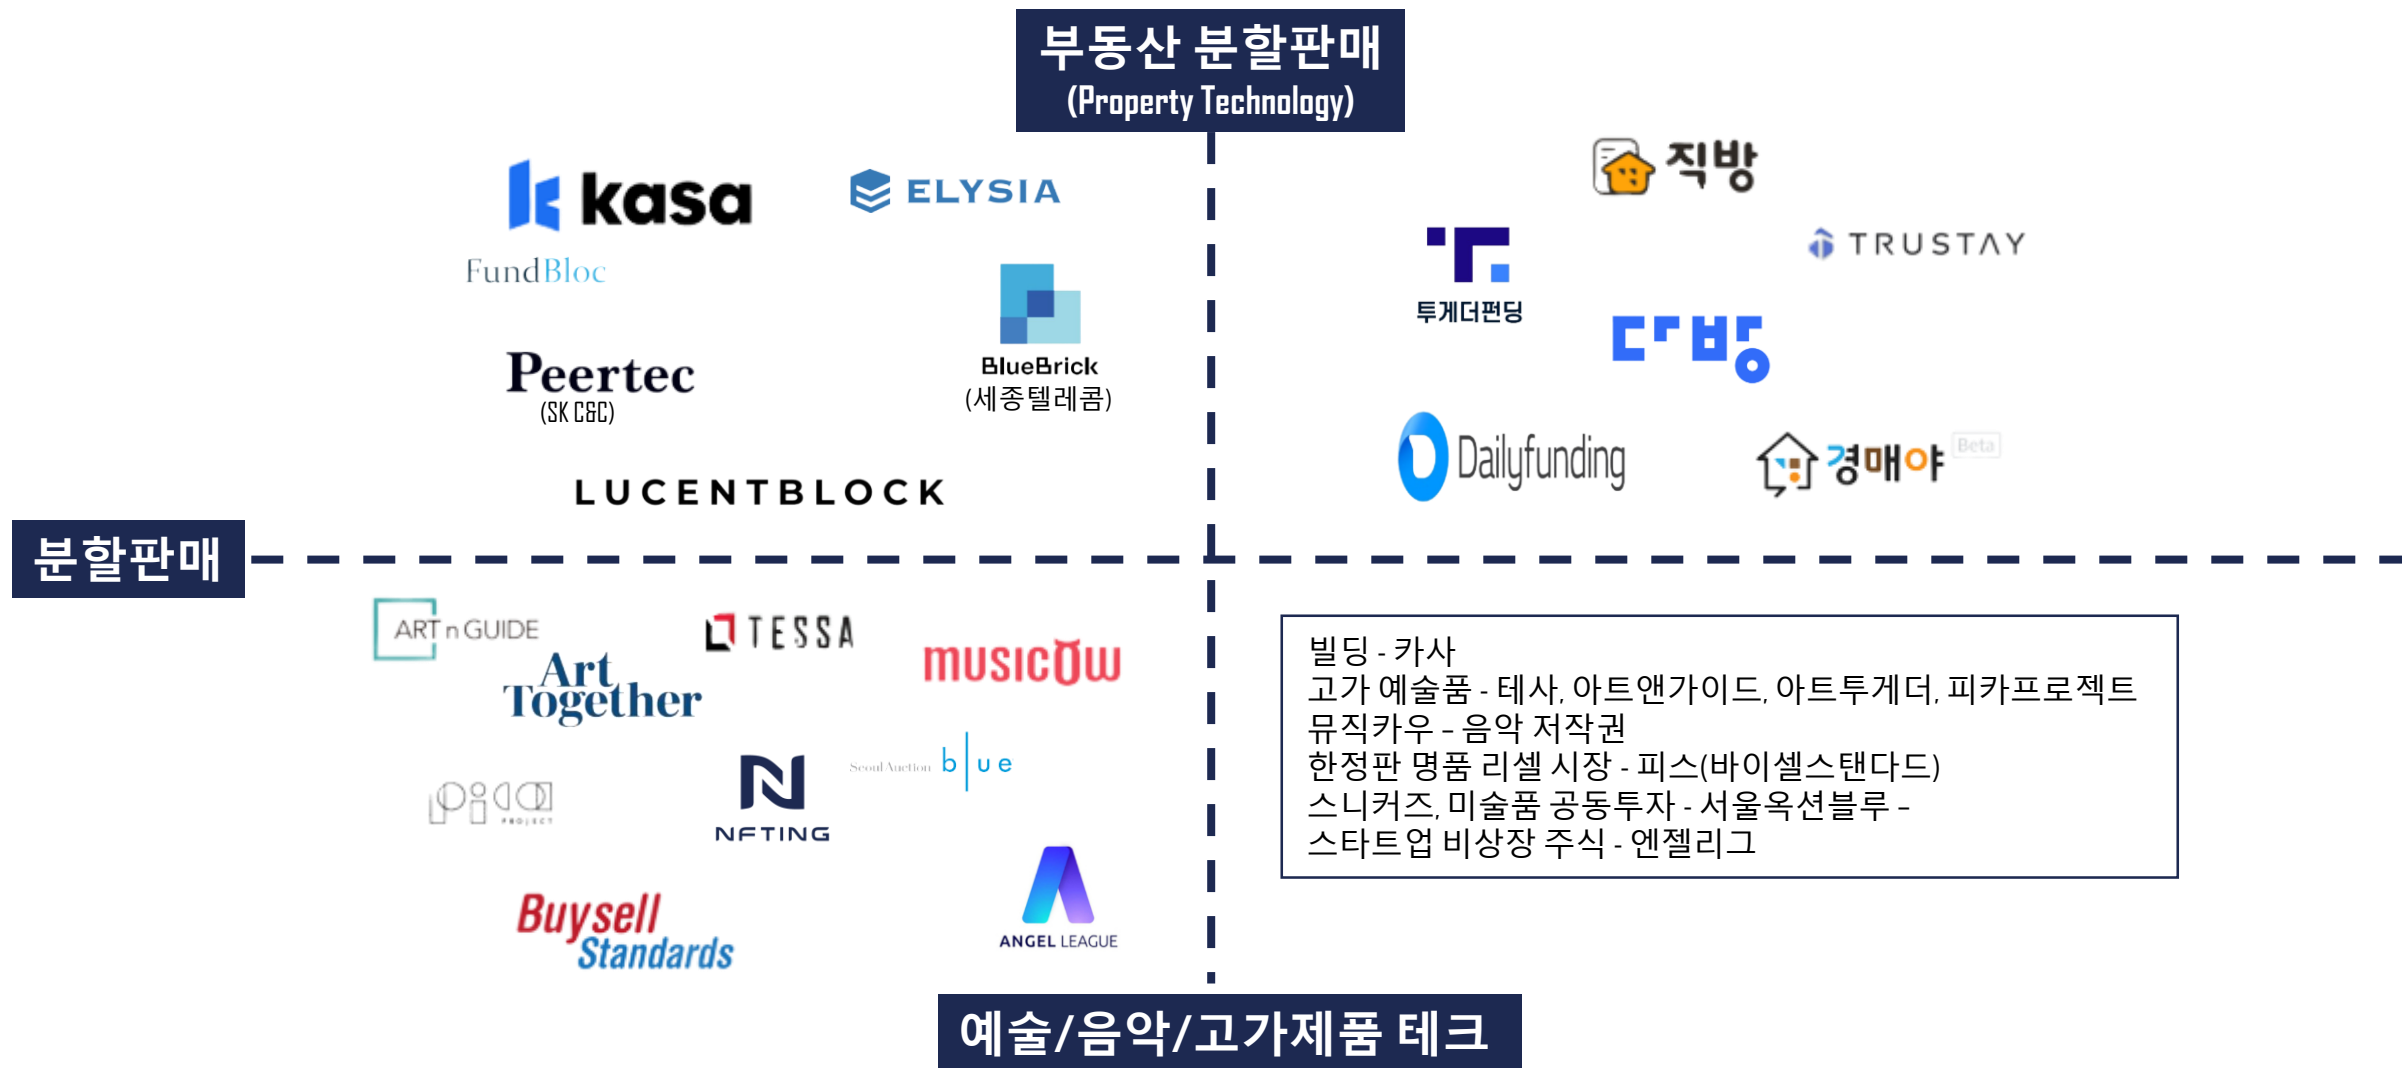 부동산 분할판매
(Property Technology)
kasa
ELYSIA
FundBloc
BlueBrick
(세종텔레콤)
Peertec
(SK C&C)
LUCENTBLOCK
직방
TRUSTAY
투게더펀딩
다방
Dailyfunding
경매야 Beta
분할판매
ART n GUIDE
TESSA
Art
Together
MUSICOW
PICA
PROJECT
NFTING
Seoul Auction blue
Buysell
Standards
ANGEL LEAGUE
빌딩 - 카사
고가 예술품 - 테사, 아트앤가이드, 아트투게더, 피카프로젝트
뮤직카우 – 음악 저작권
한정판 명품 리셀 시장 - 피스(바이셀스탠다드)
스니커즈, 미술품 공동투자 - 서울옥션블루 –
스타트업 비상장 주식 - 엔젤리그
예술/음악/고가제품 테크